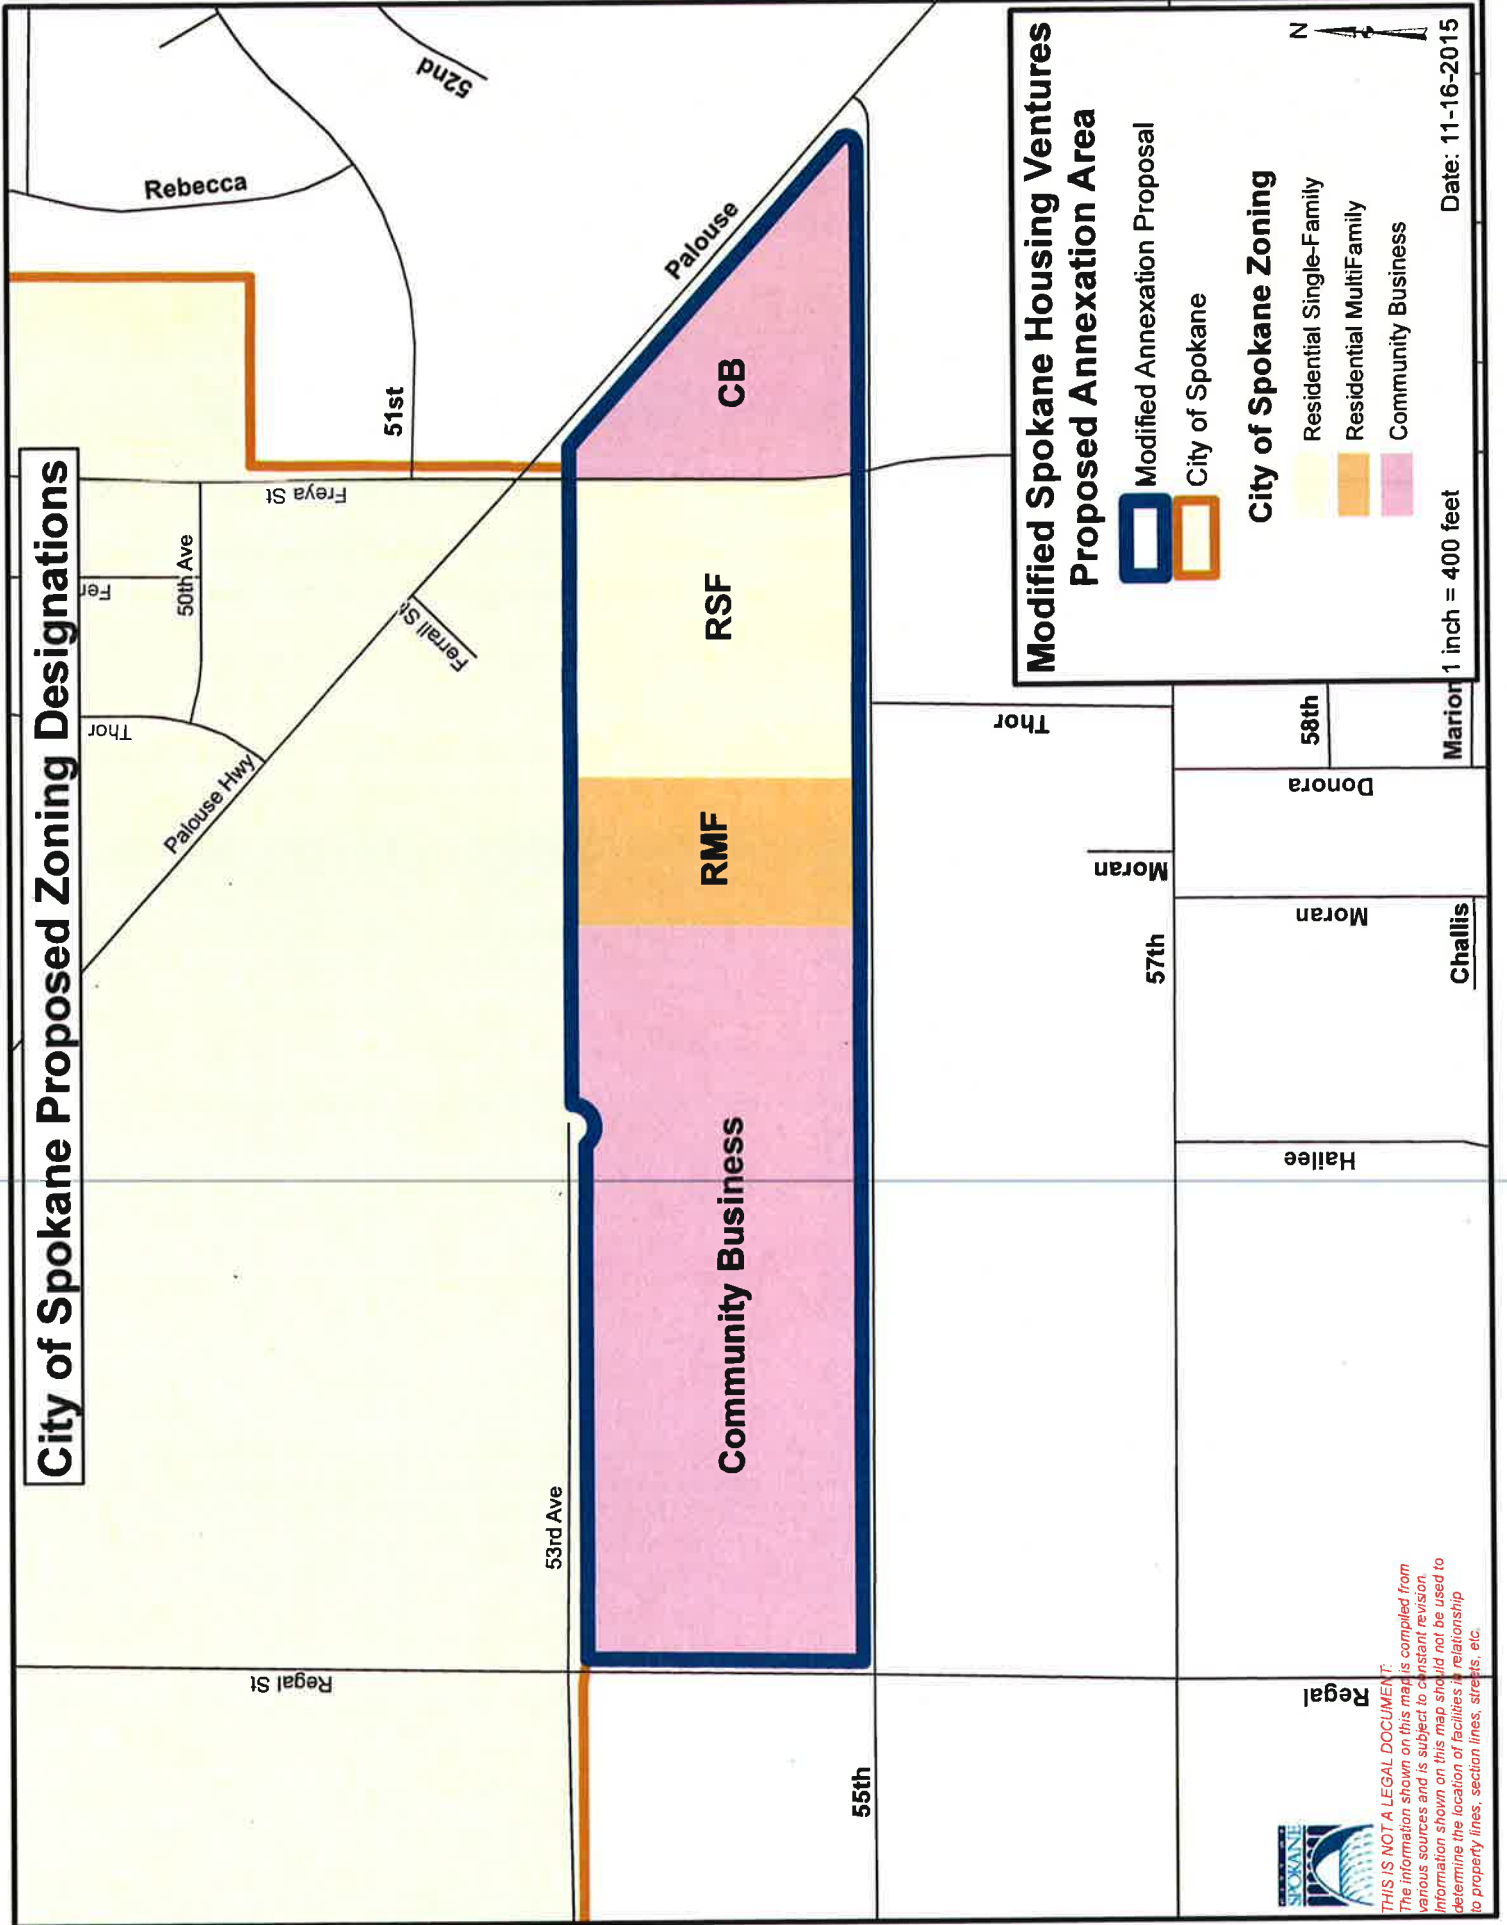 City of Spokane Proposed Zoning Designations
Rebecca
52nd
51st
Palouse
Freya St
50th Ave
Fer
Thor
Ferrall St
Palouse Hwy
53rd Ave
Regal St
Community Business
RMF
RSF
CB
55th
Thor
57th
Moran
Moran
Donora
58th
Marion
Challis
Hailee
Regal
Modified Spokane Housing Ventures
Proposed Annexation Area
Modified Annexation Proposal
City of Spokane
City of Spokane Zoning
Residential Single-Family
Residential MultiFamily
Community Business
N
1 inch = 400 feet
Date: 11-16-2015
SPOKANE
THIS IS NOT A LEGAL DOCUMENT:
The information shown on this map is compiled from
various sources and is subject to constant revision.
Information shown on this map should not be used to
determine the location of facilities in relationship
to property lines, section lines, streets, etc.